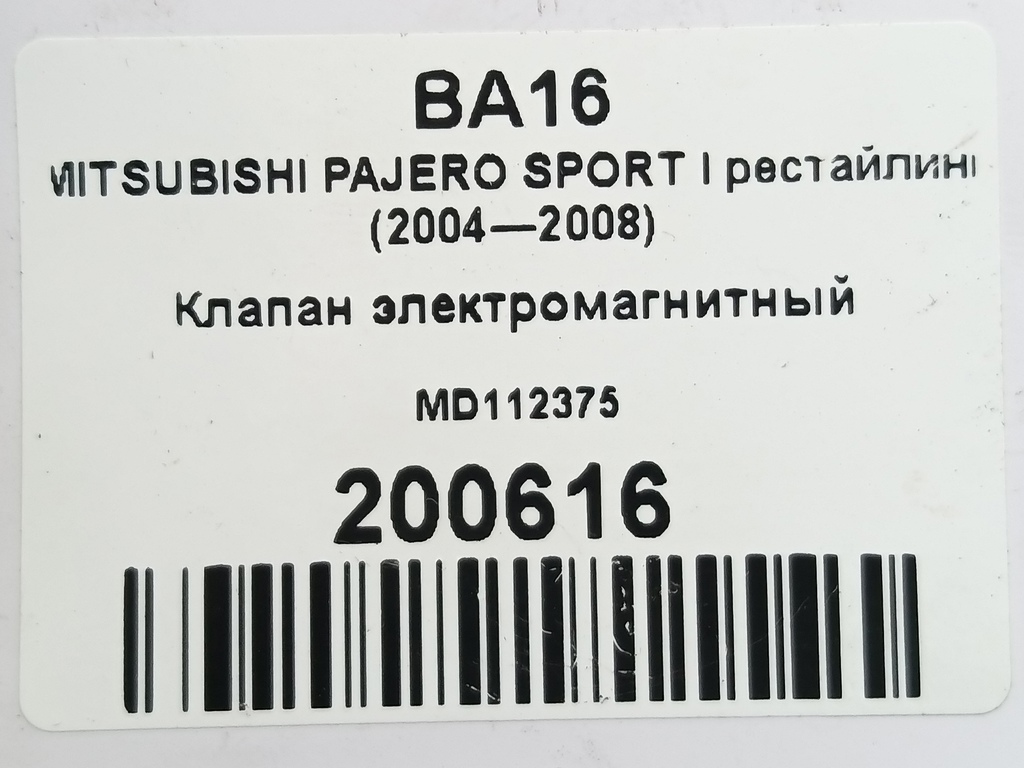 BA16
MITSUBISHI PAJERO SPORT I рестайлинг
(2004—2008)
Клапан электромагнитный
MD112375
200616